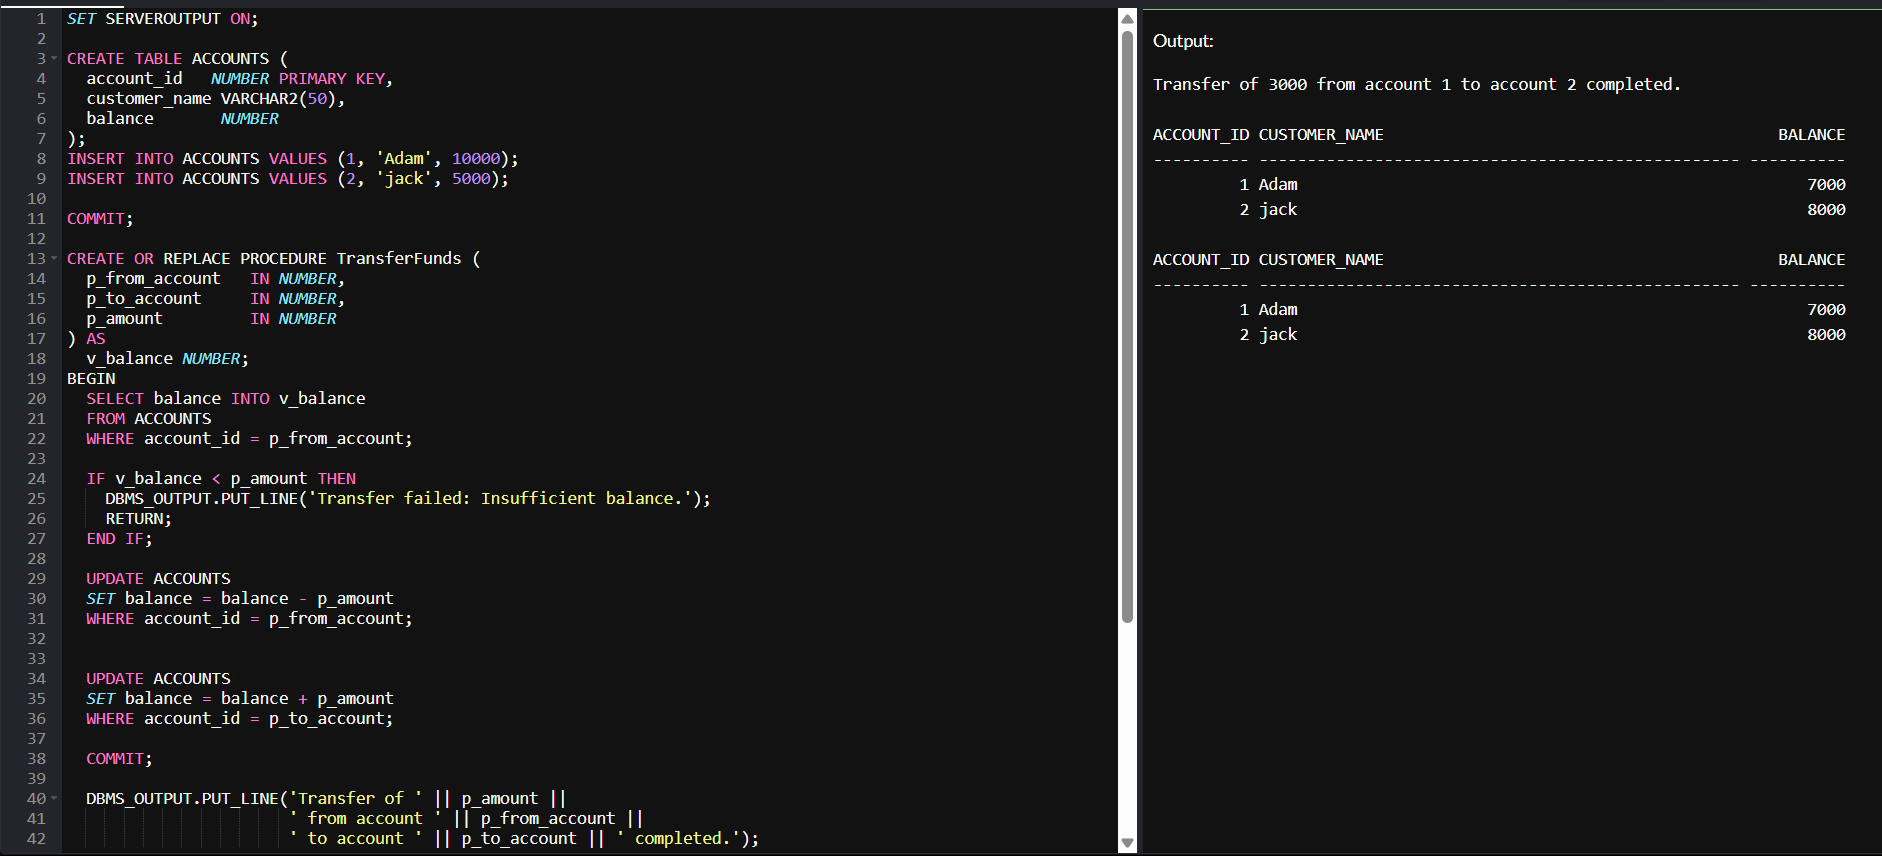 1 SET SERVEROUTPUT ON;
2
3 CREATE TABLE ACCOUNTS (
4   account_id   NUMBER PRIMARY KEY,
5   customer_name VARCHAR2(50),
6   balance       NUMBER
7 );
8 INSERT INTO ACCOUNTS VALUES (1, 'Adam', 10000);
9 INSERT INTO ACCOUNTS VALUES (2, 'jack', 5000);
10
11 COMMIT;
12
13 CREATE OR REPLACE PROCEDURE TransferFunds (
14   p_from_account   IN NUMBER,
15   p_to_account     IN NUMBER,
16   p_amount         IN NUMBER
17 ) AS
18   v_balance NUMBER;
19 BEGIN
20   SELECT balance INTO v_balance
21   FROM ACCOUNTS
22   WHERE account_id = p_from_account;
23
24   IF v_balance < p_amount THEN
25     DBMS_OUTPUT.PUT_LINE('Transfer failed: Insufficient balance.');
26     RETURN;
27   END IF;
28
29   UPDATE ACCOUNTS
30   SET balance = balance - p_amount
31   WHERE account_id = p_from_account;
32
33
34   UPDATE ACCOUNTS
35   SET balance = balance + p_amount
36   WHERE account_id = p_to_account;
37
38   COMMIT;
39
40   DBMS_OUTPUT.PUT_LINE('Transfer of ' || p_amount ||
41                        ' from account ' || p_from_account ||
42                        ' to account ' || p_to_account || ' completed.');
Output:
Transfer of 3000 from account 1 to account 2 completed.
ACCOUNT_ID CUSTOMER_NAME                                         BALANCE
---------- -------------------------------------------------- ----------
         1 Adam                                                     7000
         2 jack                                                     8000
ACCOUNT_ID CUSTOMER_NAME                                         BALANCE
---------- -------------------------------------------------- ----------
         1 Adam                                                     7000
         2 jack                                                     8000